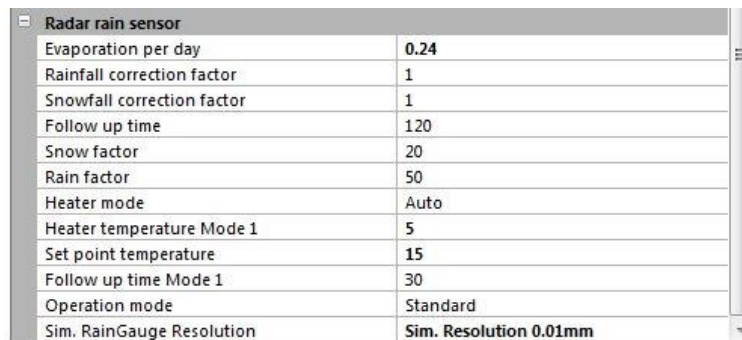 Radar rain sensor
Evaporation per day 0.24
Rainfall correction factor 1
Snowfall correction factor 1
Follow up time 120
Snow factor 20
Rain factor 50
Heater mode Auto
Heater temperature Mode 1 5
Set point temperature 15
Follow up time Mode 1 30
Operation mode Standard
Sim. RainGauge Resolution Sim. Resolution 0.01mm